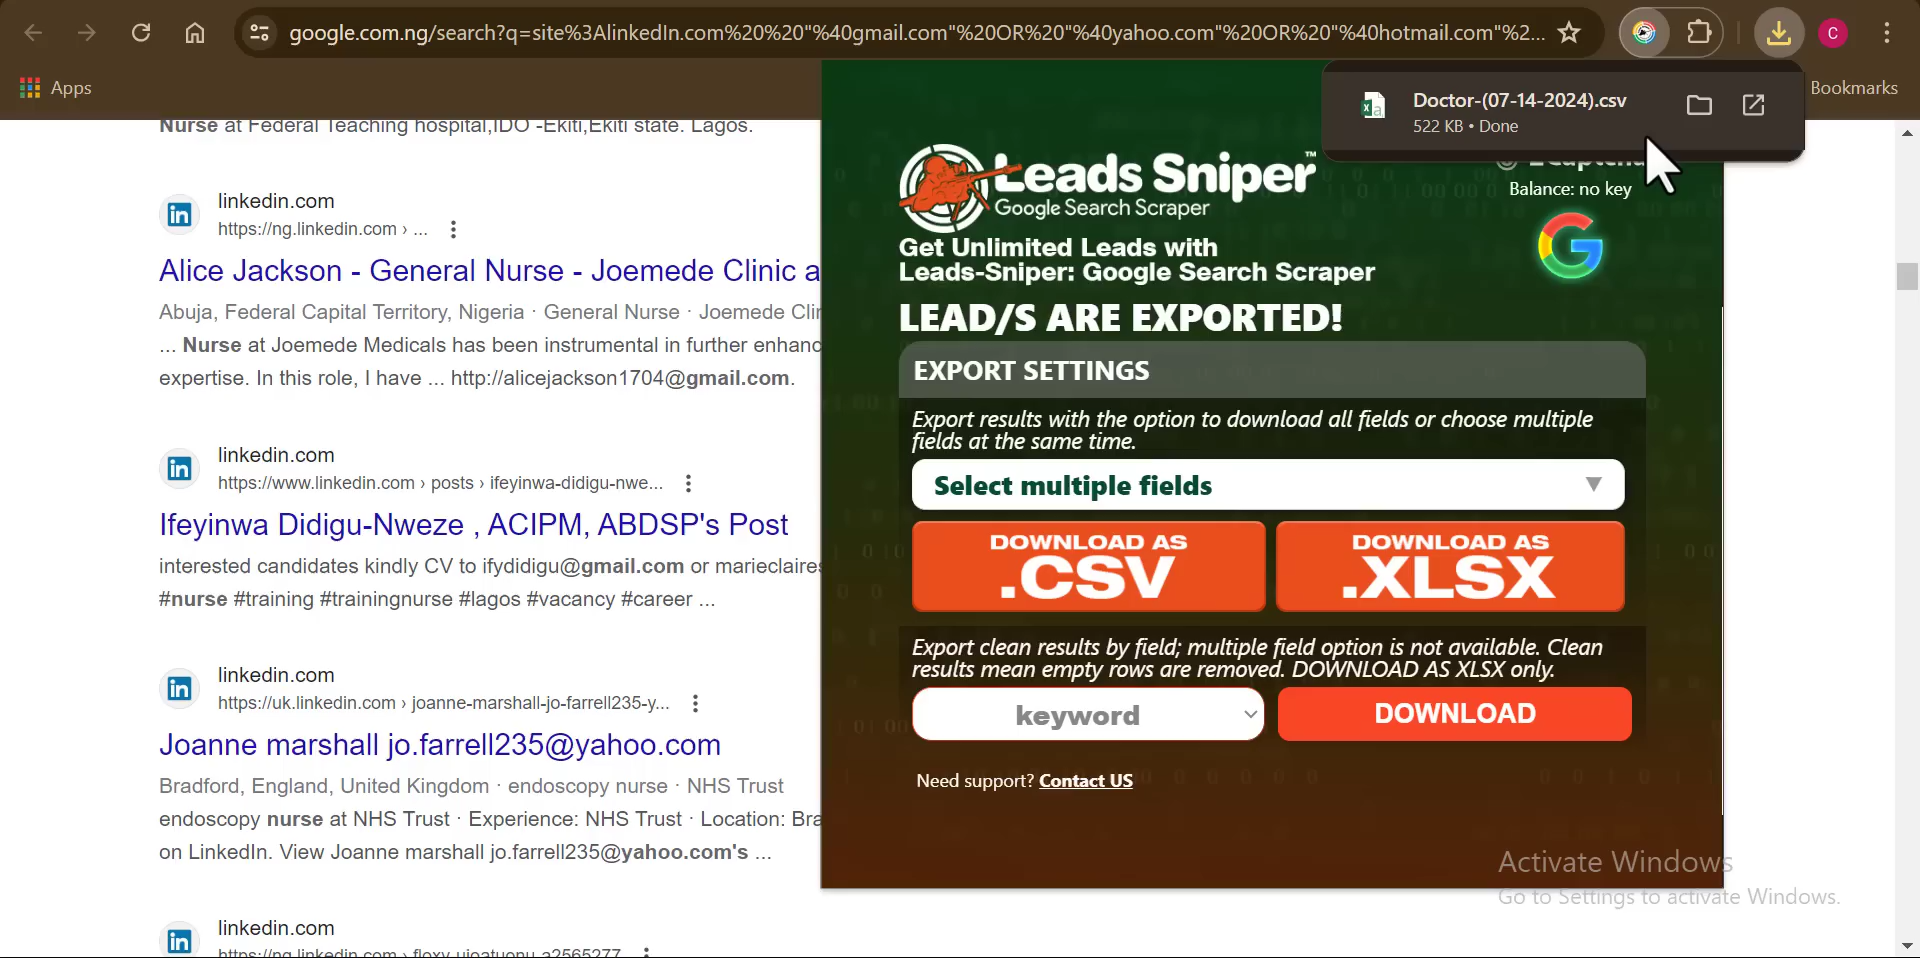 google.com.ng/search?q=site%3Alinkedln.com%20%20"%40gmail.com"%20OR%20"%40yahoo.com"%20OR%20"%40hotmail.com"%2...
C
Apps
Bookmarks
Doctor-(07-14-2024).csv
522 KB • Done
Nurse at Federal Teaching hospital,IDO -Ekiti,Ekiti state. Lagos.
linkedin.com
https://ng.linkedin.com › ...
Alice Jackson - General Nurse - Joemede Clinic a
Abuja, Federal Capital Territory, Nigeria · General Nurse · Joemede Clin
... Nurse at Joemede Medicals has been instrumental in further enhanc
expertise. In this role, I have ... http://alicejackson1704@gmail.com.
linkedin.com
https://www.linkedin.com › posts › ifeyinwa-didigu-nwe...
Ifeyinwa Didigu-Nweze , ACIPM, ABDSP's Post
interested candidates kindly CV to ifydidigu@gmail.com or marieclaires
#nurse #training #trainingnurse #lagos #vacancy #career ...
linkedin.com
https://uk.linkedin.com › joanne-marshall-jo-farrell235-y...
Joanne marshall jo.farrell235@yahoo.com
Bradford, England, United Kingdom · endoscopy nurse · NHS Trust
endoscopy nurse at NHS Trust · Experience: NHS Trust · Location: Bra
on LinkedIn. View Joanne marshall jo.farrell235@yahoo.com's ...
linkedin.com
Leads Sniper™
Google Search Scraper
Balance: no key
Get Unlimited Leads with
Leads-Sniper: Google Search Scraper
LEAD/S ARE EXPORTED!
EXPORT SETTINGS
Export results with the option to download all fields or choose multiple
fields at the same time.
Select multiple fields
DOWNLOAD AS
.CSV
DOWNLOAD AS
.XLSX
Export clean results by field; multiple field option is not available. Clean
results mean empty rows are removed. DOWNLOAD AS XLSX only.
keyword
DOWNLOAD
Need support? Contact US
Activate Windows
Go to Settings to activate Windows.